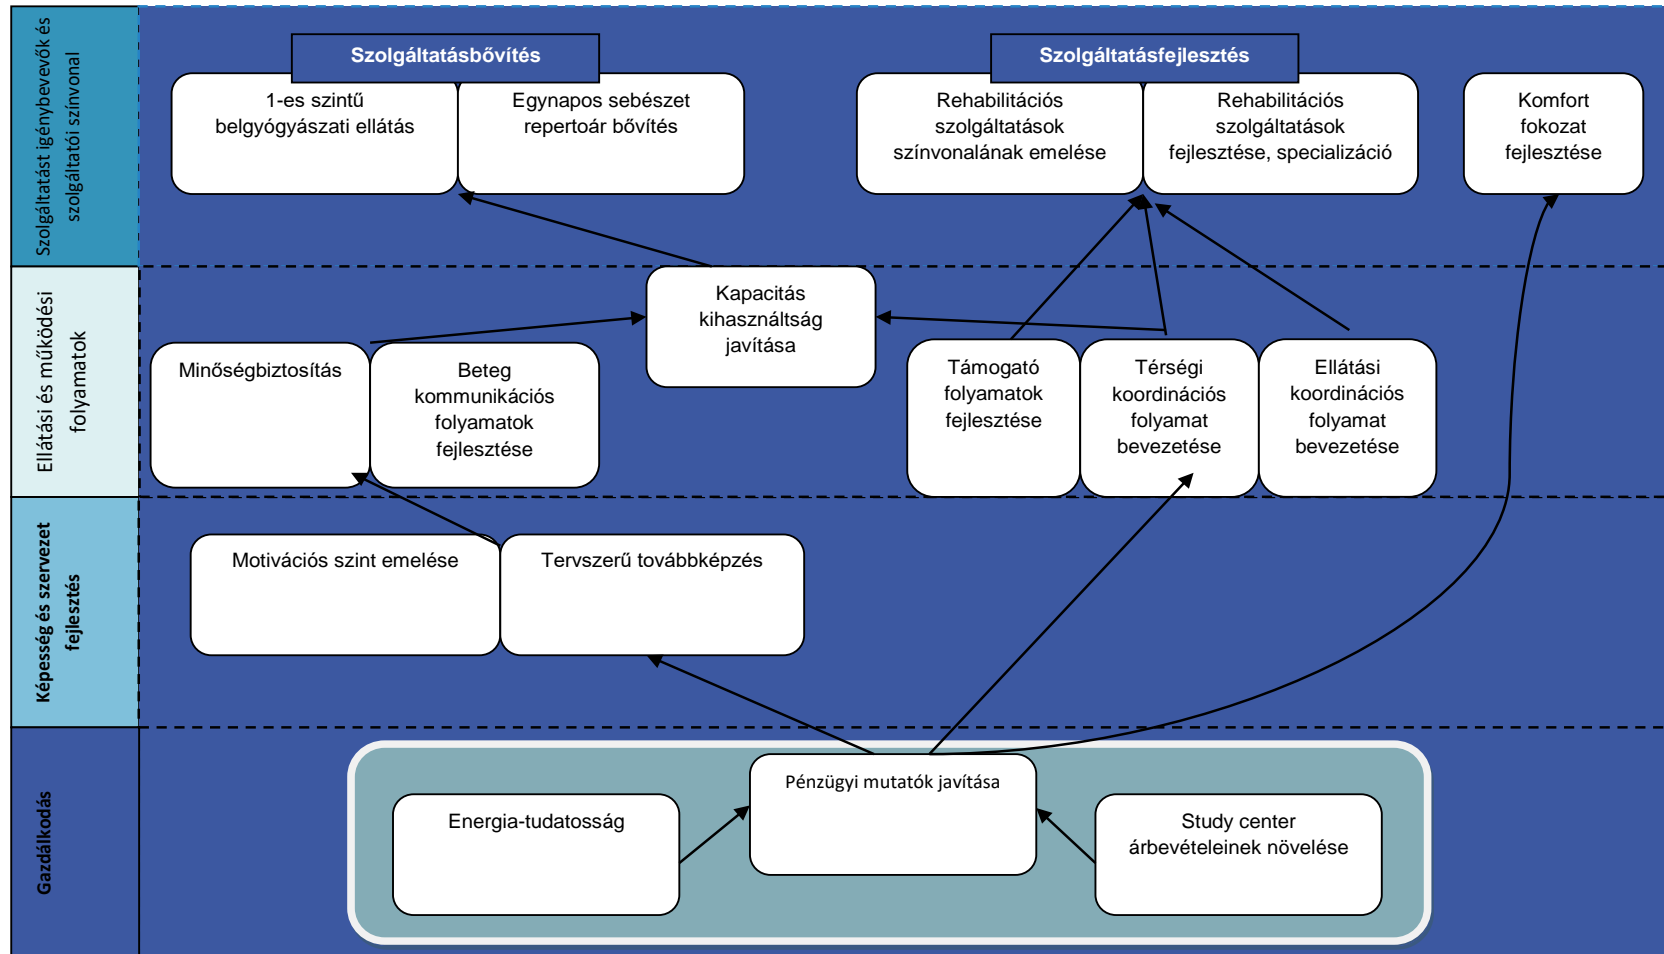 Szolgáltatást igénybevevők és
szolgáltatói színvonal
Szolgáltatásbővítés
1-es szintű
belgyógyászati ellátás
Egynapos sebészet
repertoár bővítés
Szolgáltatásfejlesztés
Rehabilitációs
szolgáltatások
színvonalának emelése
Rehabilitációs
szolgáltatások
fejlesztése, specializáció
Komfort
fokozat
fejlesztése
Ellátási és működési
folyamatok
Kapacitás
kihasználtság
javítása
Minőségbiztosítás
Beteg
kommunikációs
folyamatok
fejlesztése
Támogató
folyamatok
fejlesztése
Térségi
koordinációs
folyamat
bevezetése
Ellátási
koordinációs
folyamat
bevezetése
Képesség és szervezet
fejlesztés
Motivációs szint emelése
Tervszerű továbbképzés
Gazdálkodás
Pénzügyi mutatók javítása
Energia-tudatosság
Study center
árbevételeinek növelése